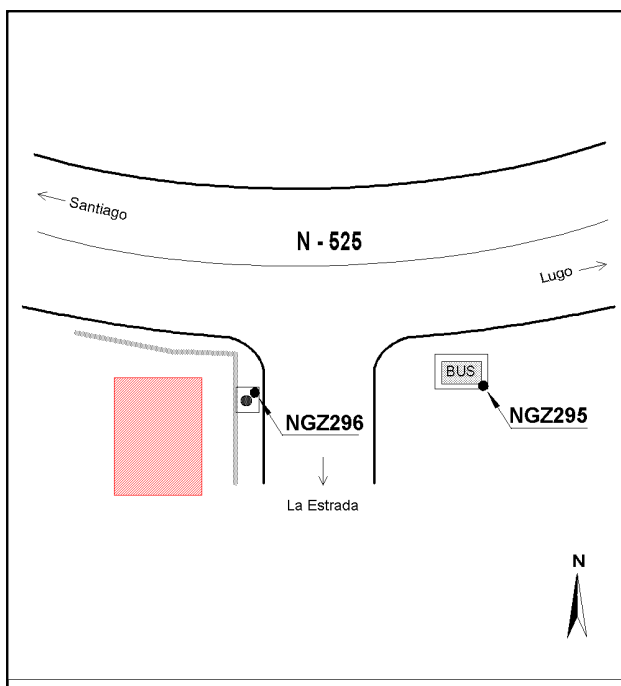 Santiago
N - 525
Lugo
BUS
NGZ296
NGZ295
La Estrada
N